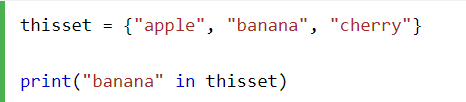 thisset = {"apple", "banana", "cherry"}
print("banana" in thisset)